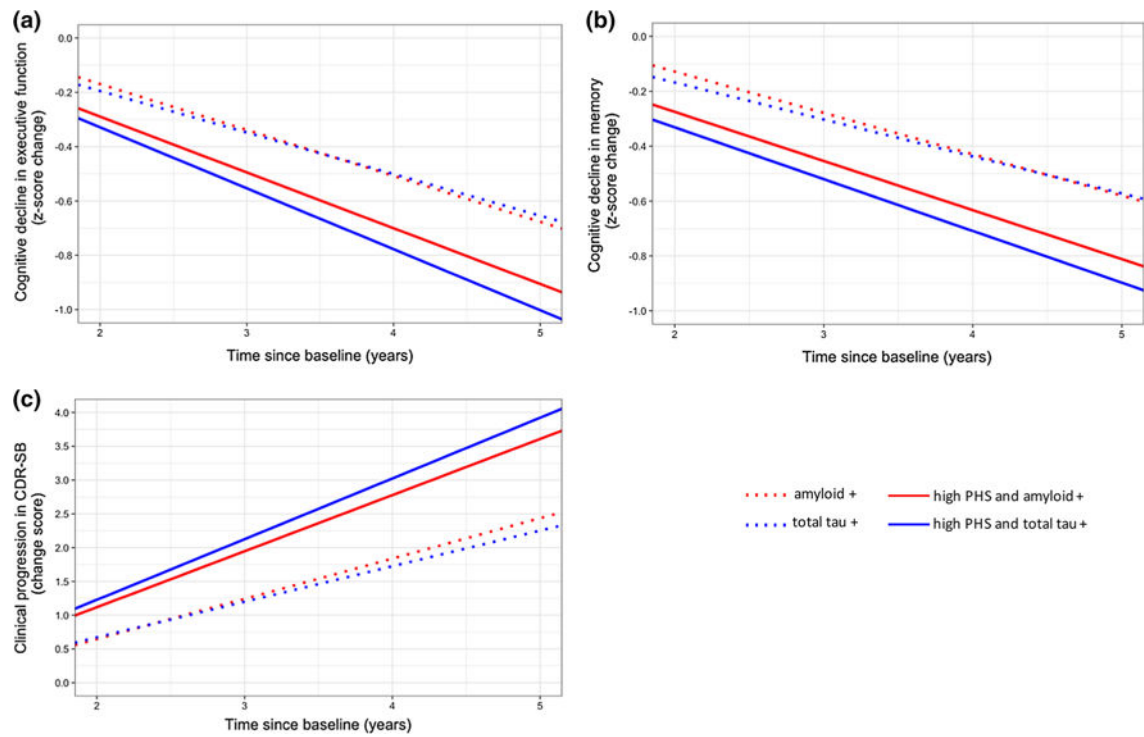 (a)
Cognitive decline in executive function
(z-score change)
0.0
-0.2
-0.4
-0.6
-0.8
-1.0
2
3
4
5
Time since baseline (years)
(b)
Cognitive decline in memory
(z-score change)
0.0
-0.2
-0.4
-0.6
-0.8
-1.0
2
3
4
5
Time since baseline (years)
(c)
Clinical progression in CDR-SB
(change score)
4.0
3.5
3.0
2.5
2.0
1.5
1.0
0.5
0.0
2
3
4
5
Time since baseline (years)
amyloid +
high PHS and amyloid +
total tau +
high PHS and total tau +